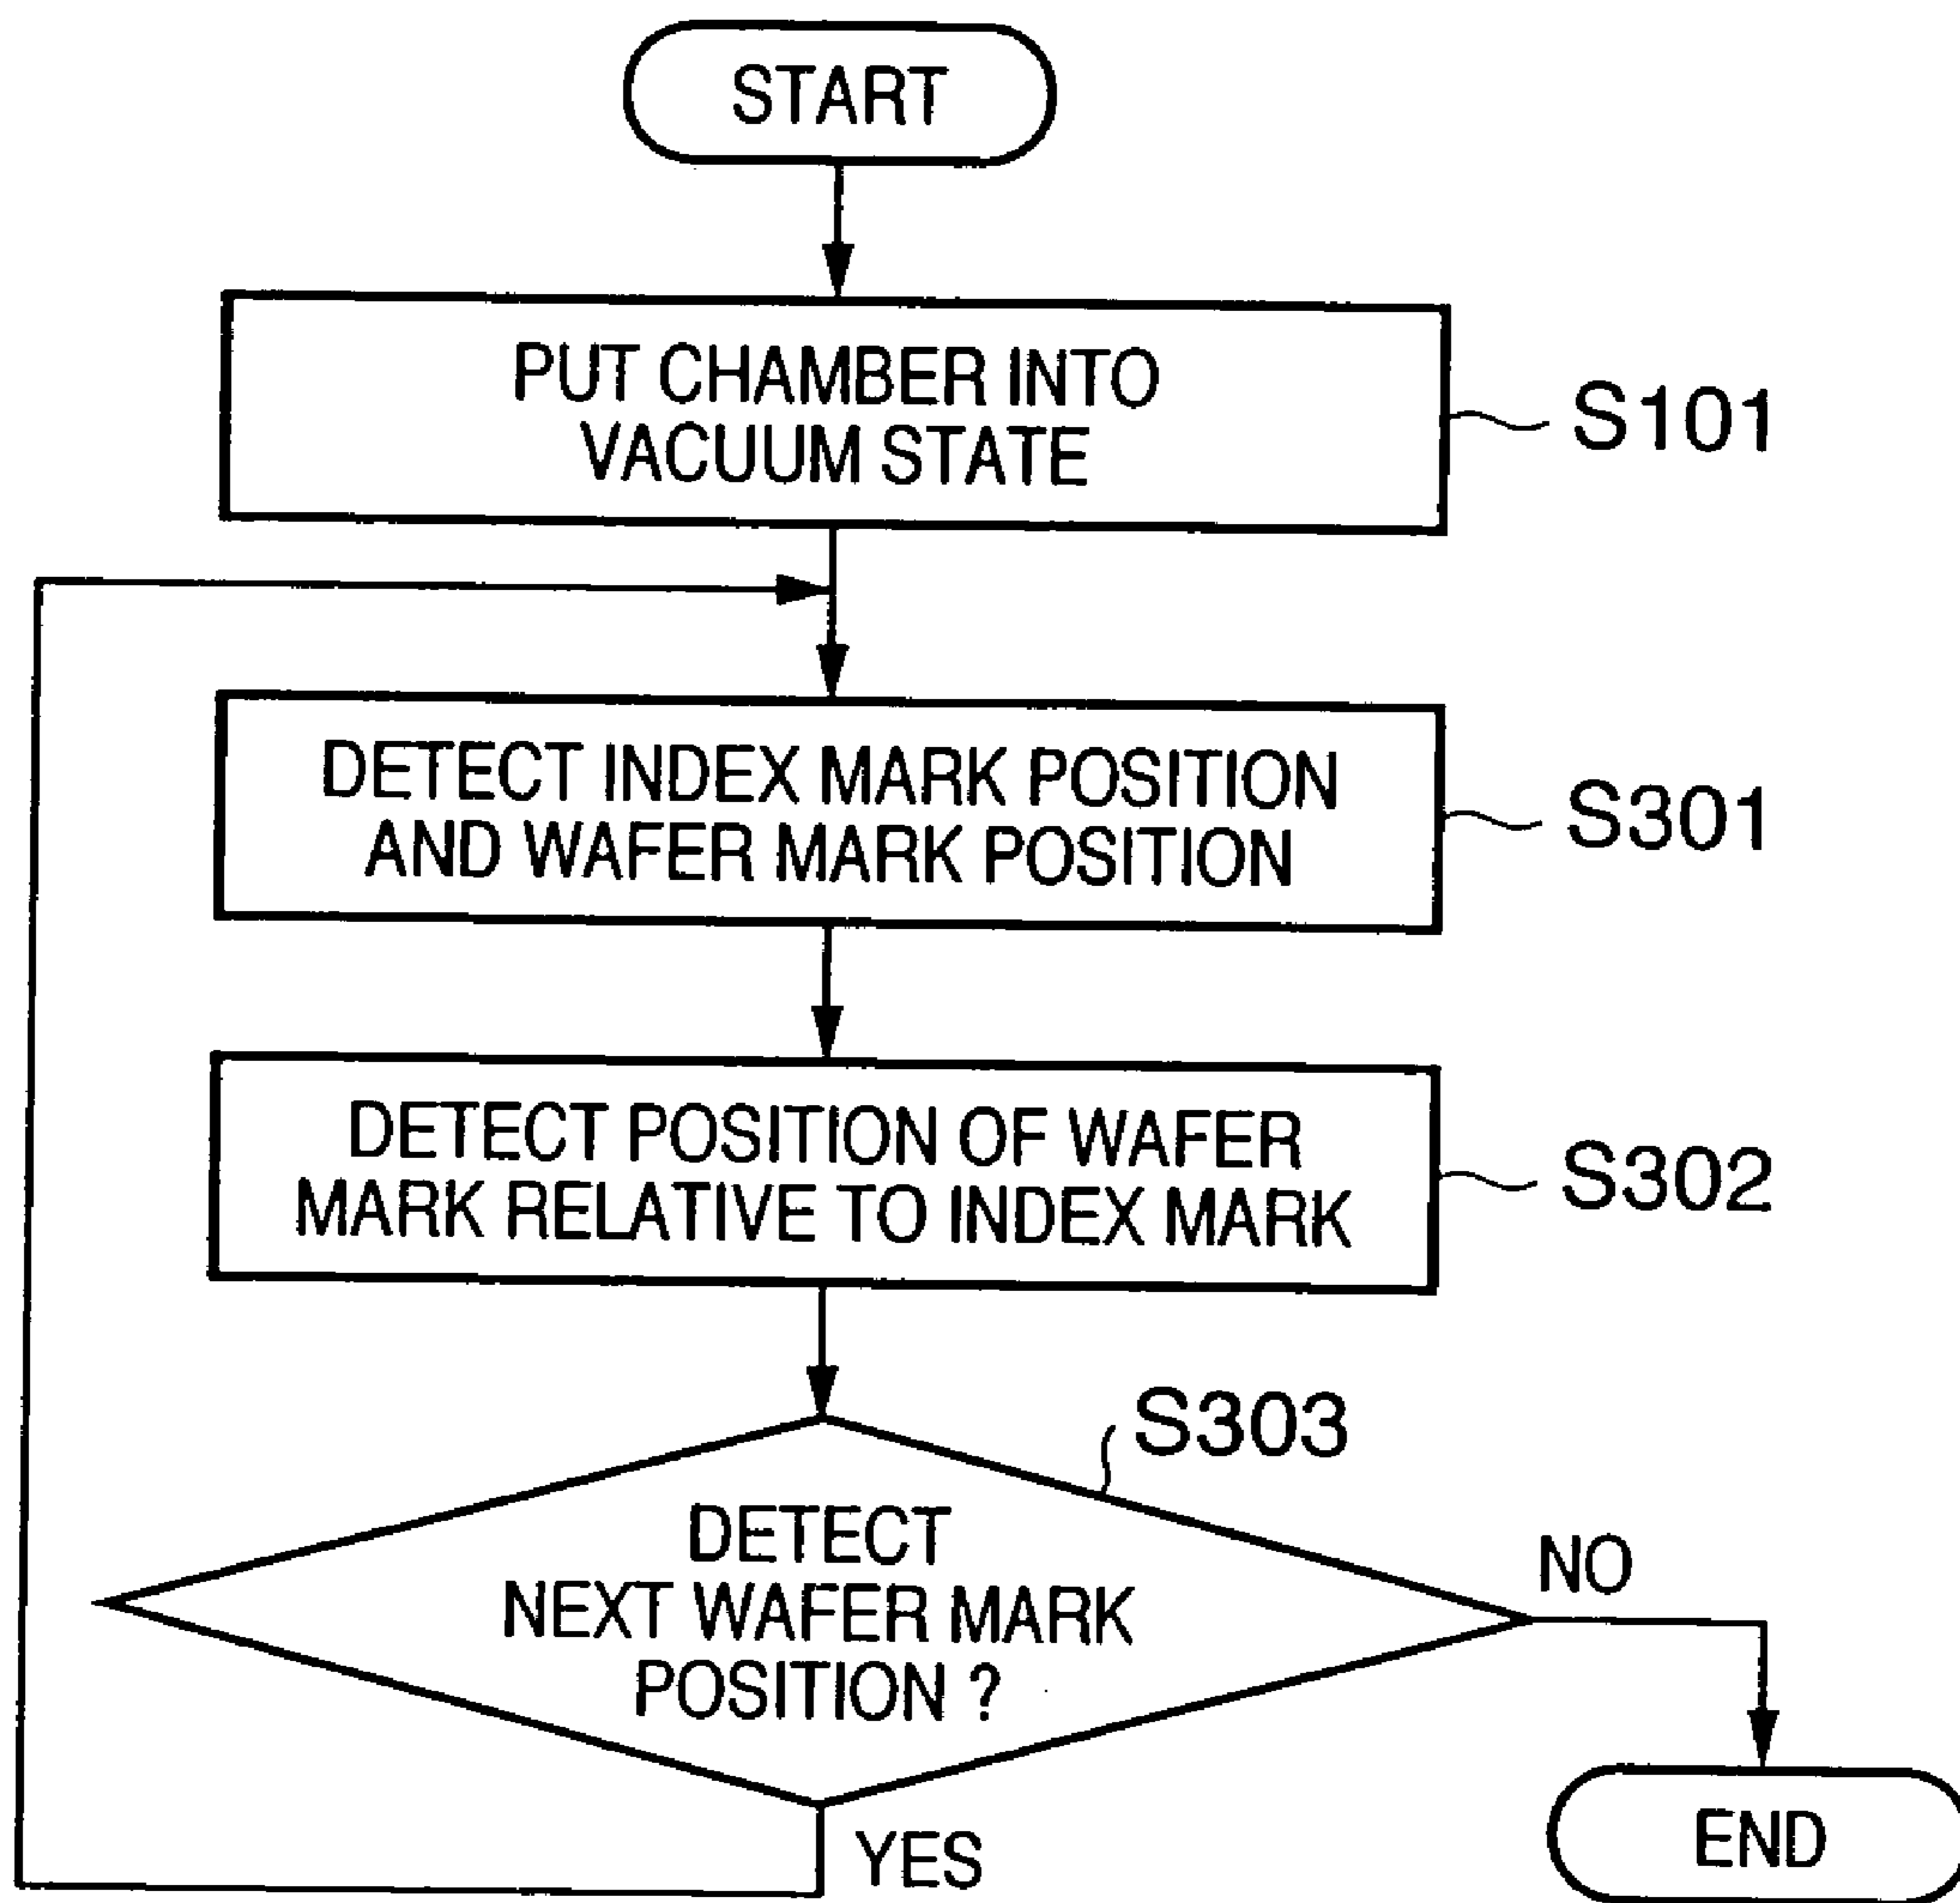 START
PUT CHAMBER INTO
VACUUM STATE
S101
DETECT INDEX MARK POSITION
AND WAFER MARK POSITION
S301
DETECT POSITION OF WAFER
MARK RELATIVE TO INDEX MARK
S302
S303
DETECT
NEXT WAFER MARK
POSITION ?
NO
YES
END